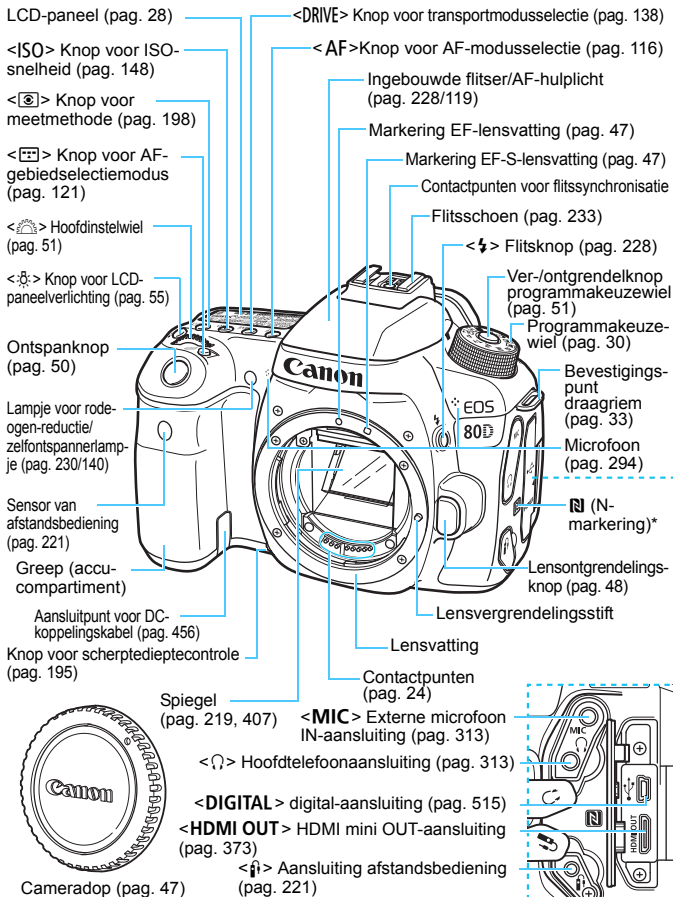 LCD-paneel (pag. 28)
<ISO> Knop voor ISO-
snelheid (pag. 148)
<> Knop voor
meetmethode (pag. 198)
<> Knop voor AF-
gebiedselectiemodus
(pag. 121)
<> Hoofdinstelwiel
(pag. 51)
<> Knop voor LCD-
paneelverlichting (pag. 55)
Ontspanknop
(pag. 50)
Lampje voor rode-
ogen-reductie/
zelfontspannerlamp-
je (pag. 230/140)
Sensor van
afstandsbediening
(pag. 221)
Greep (accu-
compartiment)
Aansluitpunt voor DC-
koppelingskabel (pag. 456)
Knop voor scherptedieptecontrole
(pag. 195)
Spiegel
(pag. 219, 407)
<DRIVE> Knop voor transportmodusselectie (pag. 138)
<AF>Knop voor AF-modusselectie (pag. 116)
Ingebouwde flitser/AF-hulplicht
(pag. 228/119)
Markering EF-lensvatting (pag. 47)
Markering EF-S-lensvatting (pag. 47)
Contactpunten voor flitssynchronisatie
Flitsschoen (pag. 233)
<> Flitsknop (pag. 228)
Ver-/ontgrendelknop
programmakeuzewiel
(pag. 51)
Programmakeuze-
wiel (pag. 30)
Bevestigings-
punt
draagriem
(pag. 33)
Microfoon
(pag. 294)
(N-
markering)*
Lensontgrendelings-
knop (pag. 48)
Lensvergrendelingsstift
Lensvatting
Contactpunten
(pag. 24)
Canon
EOS
80D
<MIC> Externe microfoon
IN-aansluiting (pag. 313)
<> Hoofdtelefoonaansluiting (pag. 313)
<DIGITAL> digital-aansluiting (pag. 515)
<HDMI OUT> HDMI mini OUT-aansluiting
(pag. 373)
<> Aansluiting afstandsbediening
(pag. 221)
MIC
HDMI OUT
Canon
Cameradop (pag. 47)